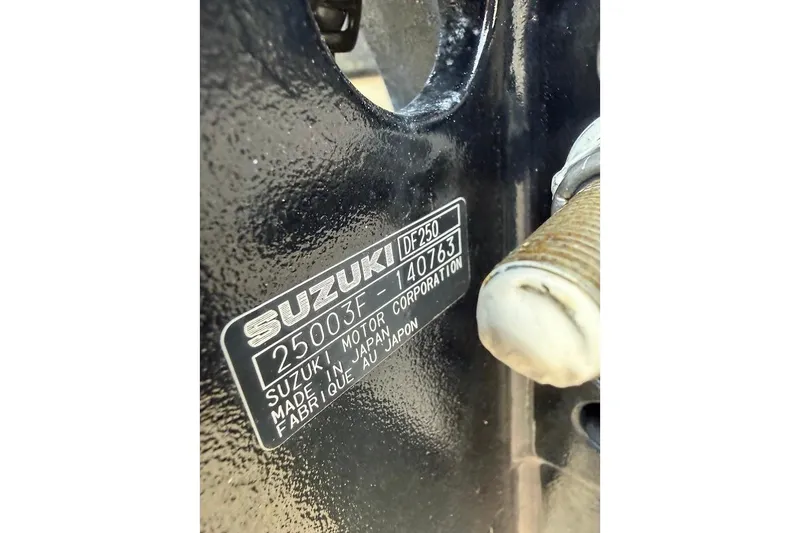 SUZUKI DF250
25003F-140763
SUZUKI MOTOR CORPORATION
MADE IN JAPAN
FABRIQUE AU JAPON